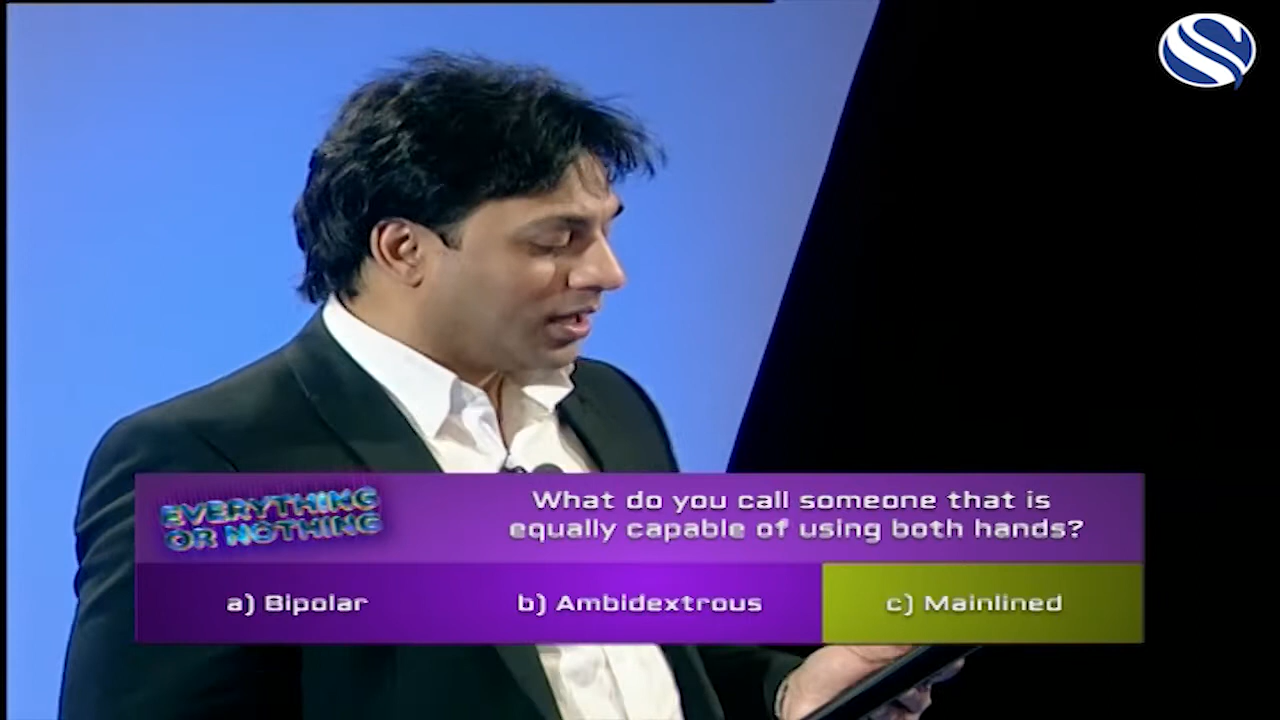 What do you call someone that is
EVERYTHING
OR NOTHING
equally capable of using both hands?
a) Bipolar
b) Ambidextrous
c) Mainlined